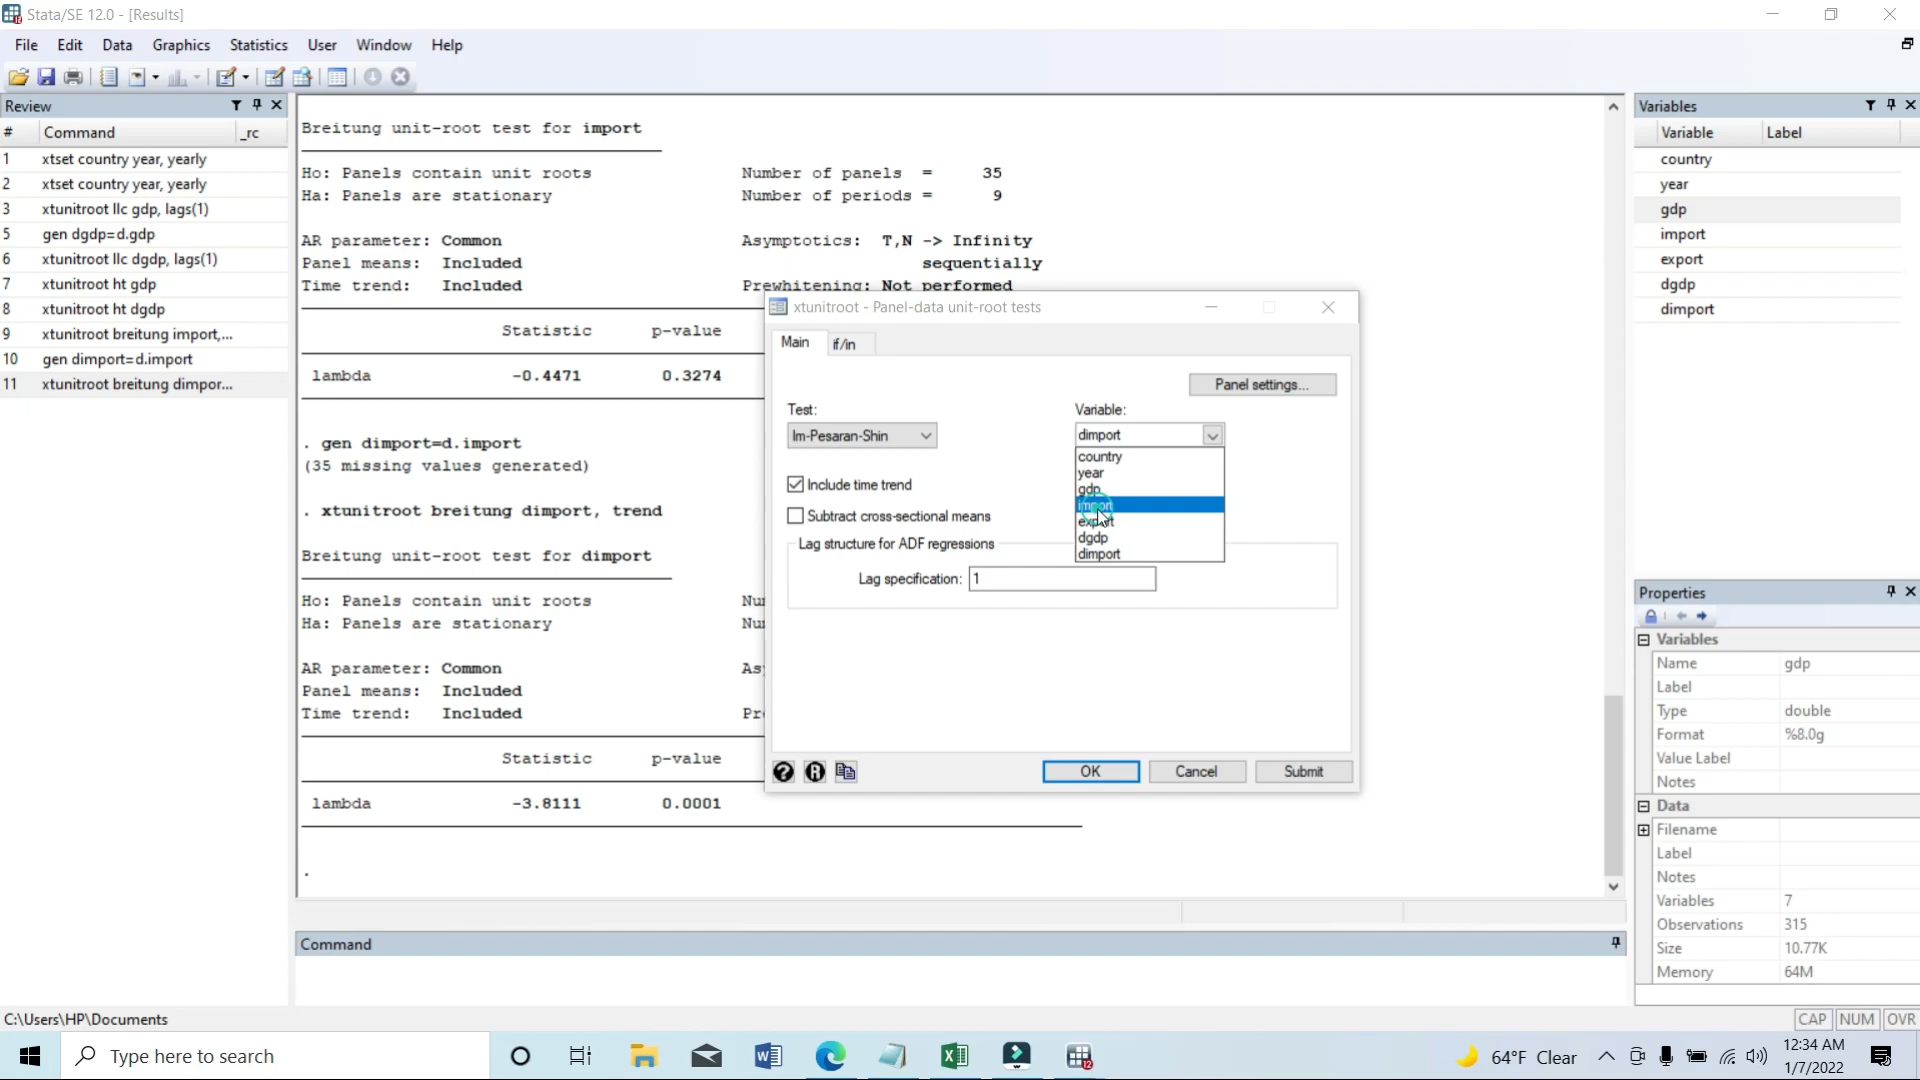 Stata/SE 12.0 - [Results]
File Edit Data Graphics Statistics User Window Help
Review
# Command _rc
1 xtset country year, yearly
2 xtset country year, yearly
3 xtunitroot llc gdp, lags(1)
5 gen dgdp=d.gdp
6 xtunitroot llc dgdp, lags(1)
7 xtunitroot ht gdp
8 xtunitroot ht dgdp
9 xtunitroot breitung import,...
10 gen dimport=d.import
11 xtunitroot breitung dimpor...
Breitung unit-root test for import
Ho: Panels contain unit roots Number of panels = 35
Ha: Panels are stationary Number of periods = 9
AR parameter: Common Asymptotics: T,N -> Infinity
Panel means: Included sequentially
Time trend: Included Prewhitening: Not performed
Statistic p-value
lambda -0.4471 0.3274
. gen dimport=d.import
(35 missing values generated)
. xtunitroot breitung dimport, trend
Breitung unit-root test for dimport
Ho: Panels contain unit roots Nu
Ha: Panels are stationary Nu
AR parameter: Common As
Panel means: Included
Time trend: Included Pr
Statistic p-value
lambda -3.8111 0.0001
.
xtunitroot - Panel-data unit-root tests
Main if/in
Panel settings...
Test: Variable:
Im-Pesaran-Shin dimport
country
year
gdp
import
export
dgdp
dimport
Include time trend
Subtract cross-sectional means
Lag structure for ADF regressions
Lag specification: 1
OK Cancel Submit
Command
Variables
Variable Label
country
year
gdp
import
export
dgdp
dimport
Properties
Variables
Name gdp
Label
Type double
Format %8.0g
Value Label
Notes
Data
Filename
Label
Notes
Variables 7
Observations 315
Size 10.77K
Memory 64M
C:\Users\HP\Documents
CAP NUM OVR
Type here to search
64°F Clear
12:34 AM
1/7/2022